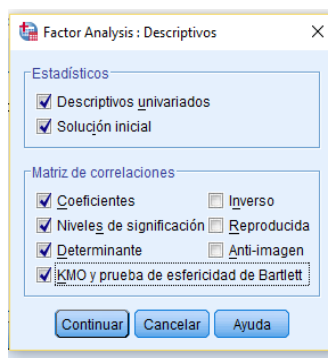 Factor Analysis : Descriptivos
Estadísticos
Descriptivos univariados
Solución inicial
Matriz de correlaciones
Coeficientes Inverso
Niveles de significación Reproducida
Determinante Anti-imagen
KMO y prueba de esfericidad de Bartlett
Continuar Cancelar Ayuda